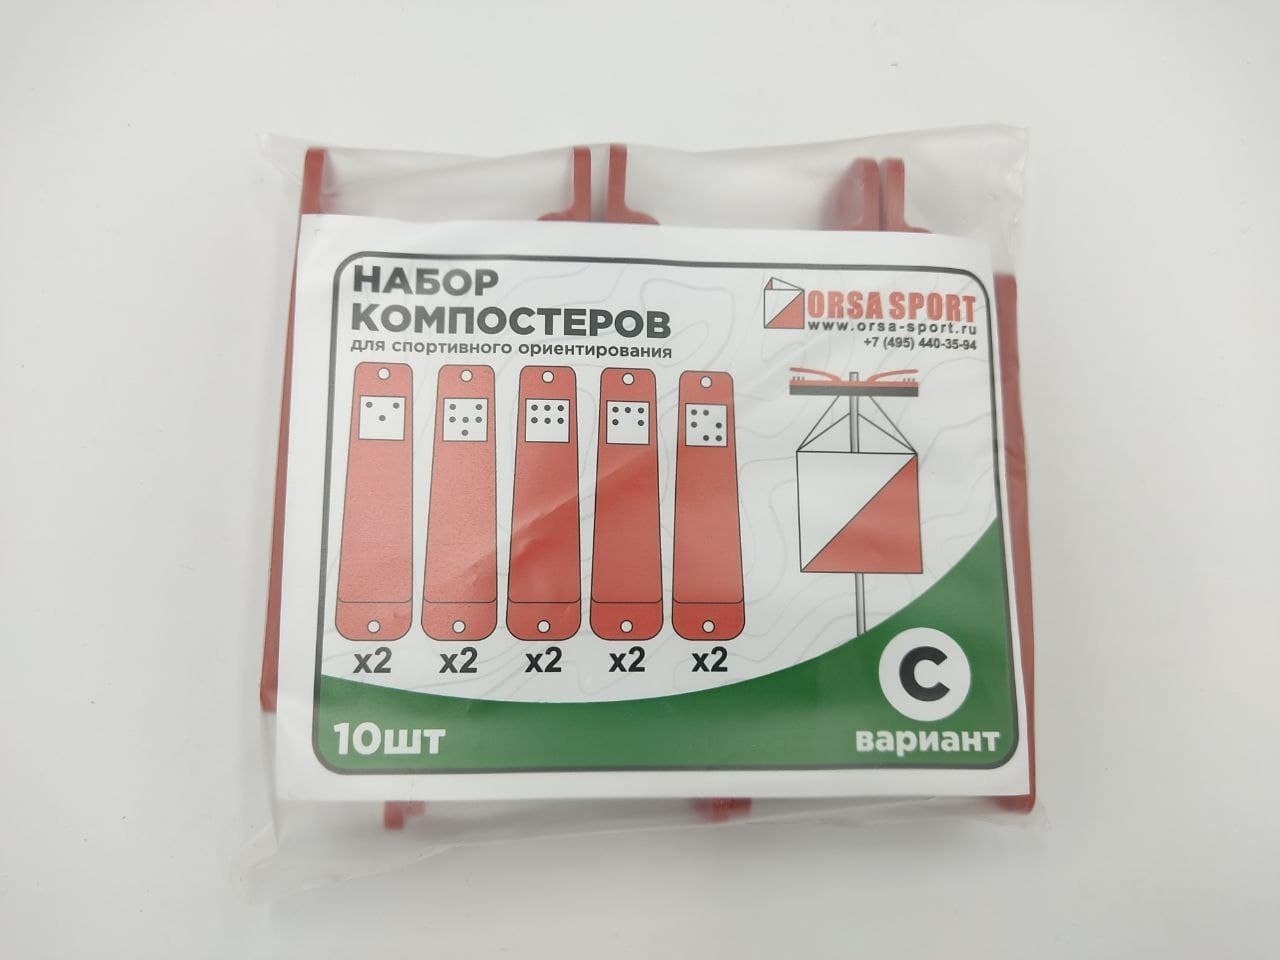 НАБОР
КОМПОСТЕРОВ
для спортивного ориентирования
ORSA SPORT
www.orsa-sport.ru
+7 (495) 440-35-94
x2 x2 x2 x2 x2
10шт
С
вариант